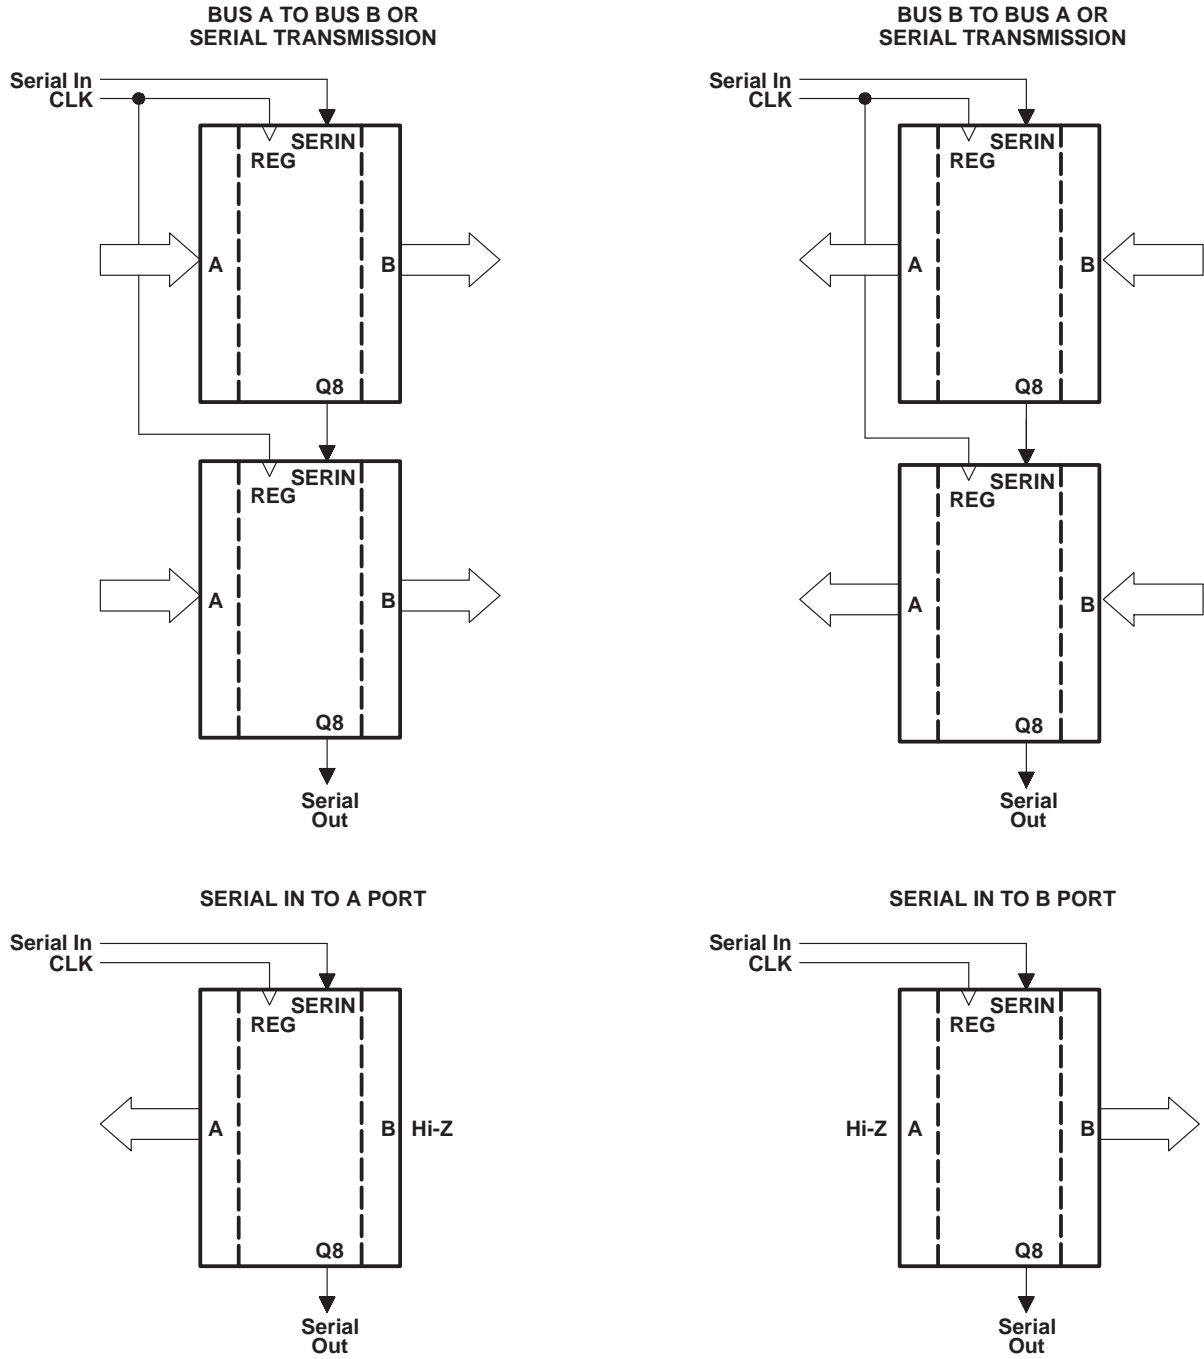 BUS A TO BUS B OR
SERIAL TRANSMISSION
Serial In
CLK
SERIN
REG
A
B
Q8
SERIN
REG
A
B
Q8
Serial
Out
BUS B TO BUS A OR
SERIAL TRANSMISSION
Serial In
CLK
SERIN
REG
A
B
Q8
SERIN
REG
A
B
Q8
Serial
Out
SERIAL IN TO A PORT
Serial In
CLK
SERIN
REG
A
B Hi-Z
Q8
Serial
Out
SERIAL IN TO B PORT
Serial In
CLK
SERIN
REG
Hi-Z A
B
Q8
Serial
Out